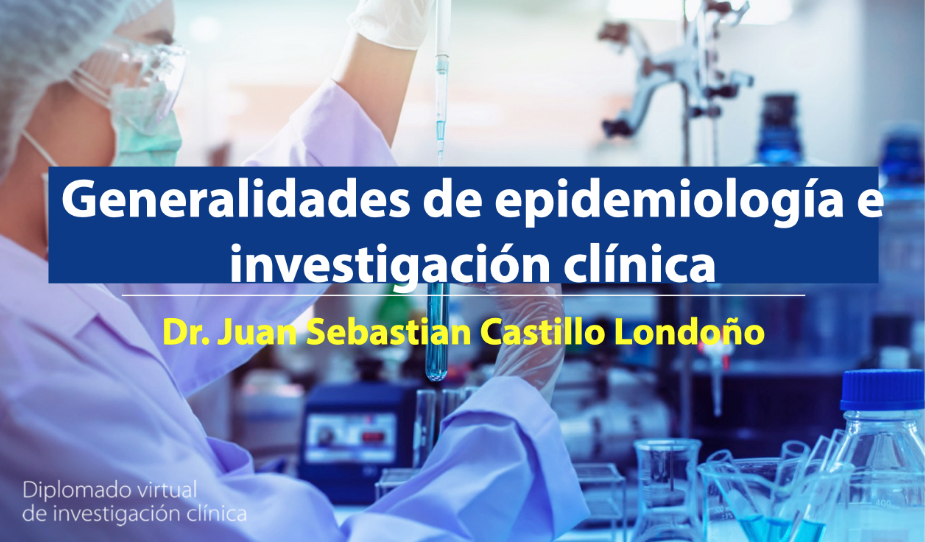 Generalidades de epidemiología e
investigación clínica
Dr. Juan Sebastian Castillo Londoño
Diplomado virtual
de investigación clínica